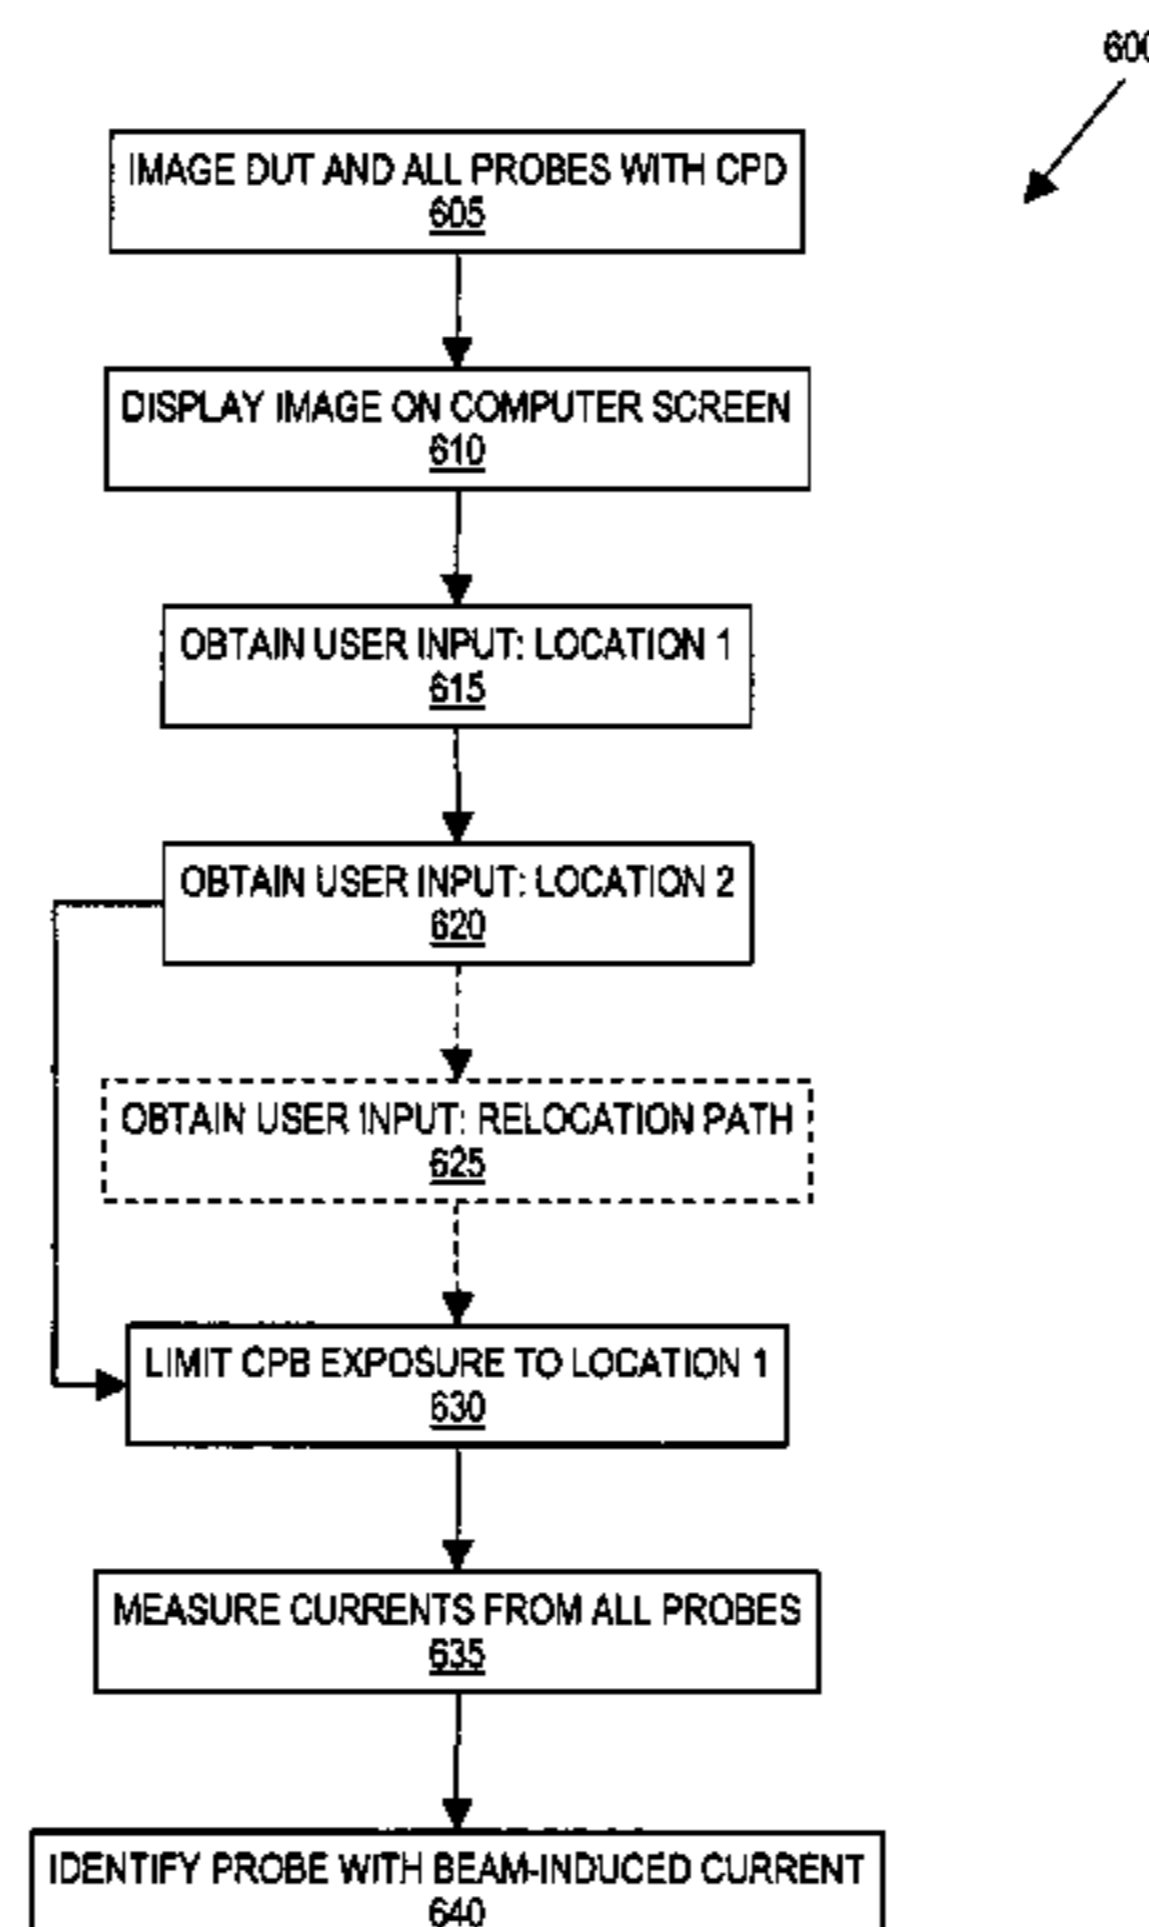 600
IMAGE DUT AND ALL PROBES WITH CPD
605
DISPLAY IMAGE ON COMPUTER SCREEN
610
OBTAIN USER INPUT: LOCATION 1
615
OBTAIN USER INPUT: LOCATION 2
620
OBTAIN USER INPUT: RELOCATION PATH
625
LIMIT CPB EXPOSURE TO LOCATION 1
630
MEASURE CURRENTS FROM ALL PROBES
635
IDENTIFY PROBE WITH BEAM-INDUCED CURRENT
640